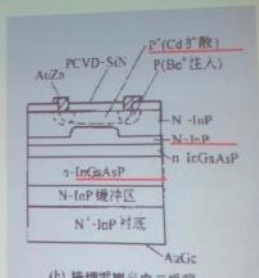 P⁺(Cd扩散)
PCVD-SiN
P(Be⁺注入)
AuZn
N⁻-InP
N-InP
n-InGaAsP
n-InGaAsP
N-InP缓冲区
N⁺-InP衬底
AuGe
(b)